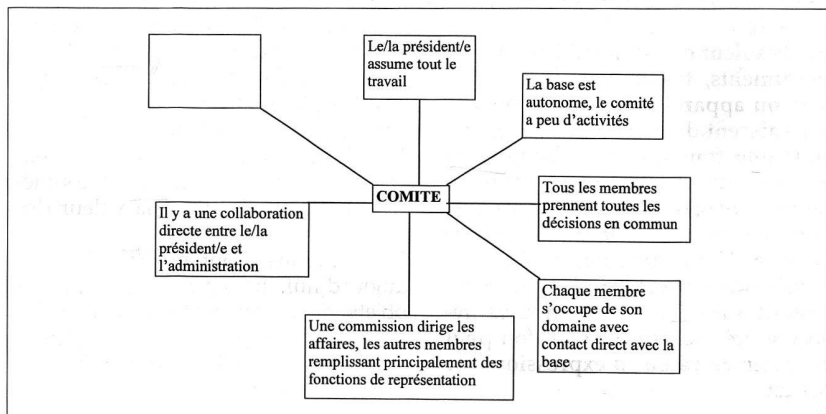 Le/la président/e
assume tout le
travail
La base est
autonome, le comité
a peu d'activités
COMITE
Tous les membres
prennent toutes les
décisions en commun
Il y a une collaboration
directe entre le/la
président/e et
l'administration
Chaque membre
s'occupe de son
domaine avec
contact direct avec la
base
Une commission dirige les
affaires, les autres membres
remplissant principalement des
fonctions de représentation